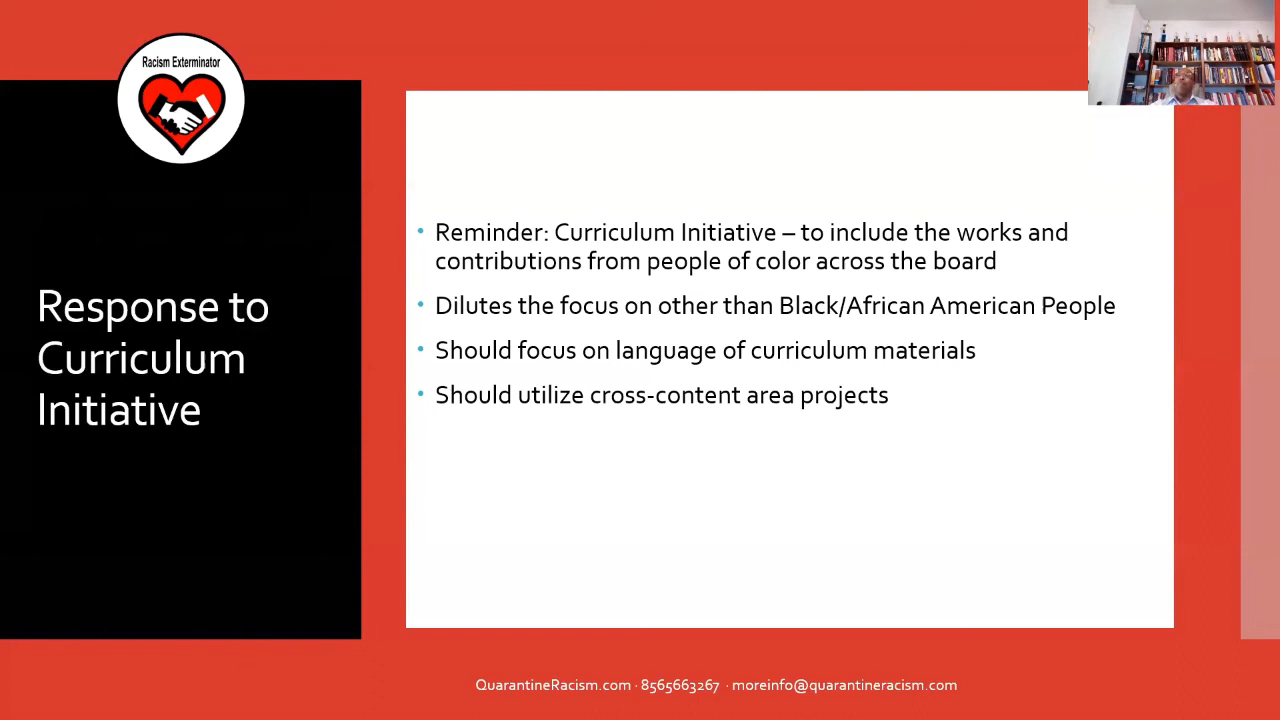 Racism Exterminator
Response to
Curriculum
Initiative
• Reminder: Curriculum Initiative – to include the works and
contributions from people of color across the board
• Dilutes the focus on other than Black/African American People
• Should focus on language of curriculum materials
• Should utilize cross-content area projects
QuarantineRacism.com · 8565663267 · moreinfo@quarantineracism.com